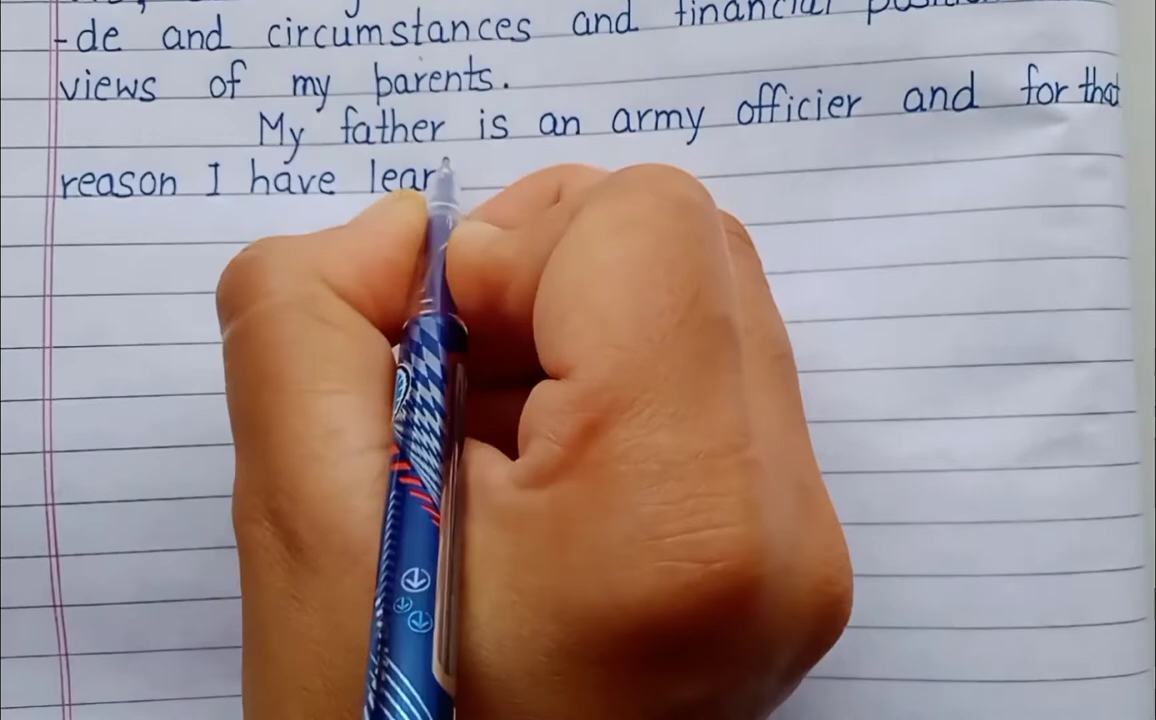 -de and circumstances and financial
views of my parents.
My father is an army officier and for that
reason I have lear